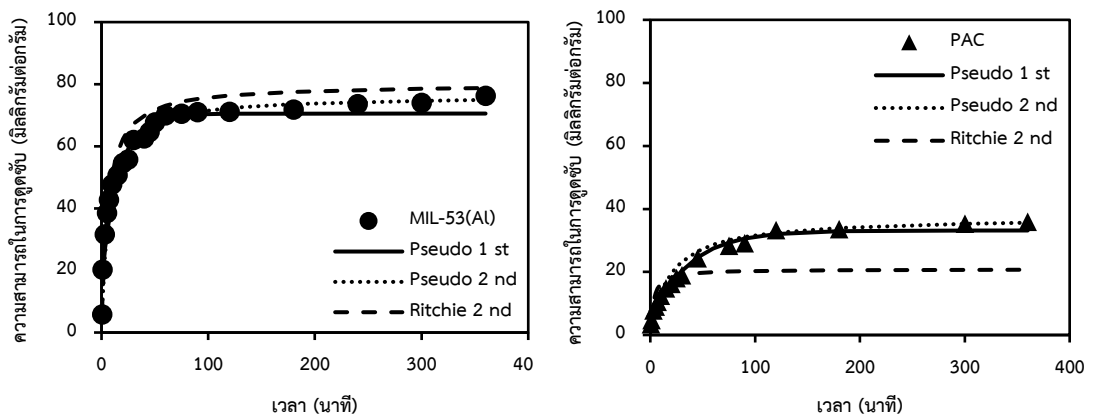 ความสามารถในการดูดซับ (มิลลิกรัมต่อกรัม)
100
80
60
40
20
0
MIL-53(Al)
Pseudo 1 st
Pseudo 2 nd
Ritchie 2 nd
0 100 200 300 40
เวลา (นาที)
ความสามารถในการดูดซับ (มิลลิกรัมต่อกรัม)
100
80
60
40
20
0
PAC
Pseudo 1 st
Pseudo 2 nd
Ritchie 2 nd
0 100 200 300 400
เวลา (นาที)